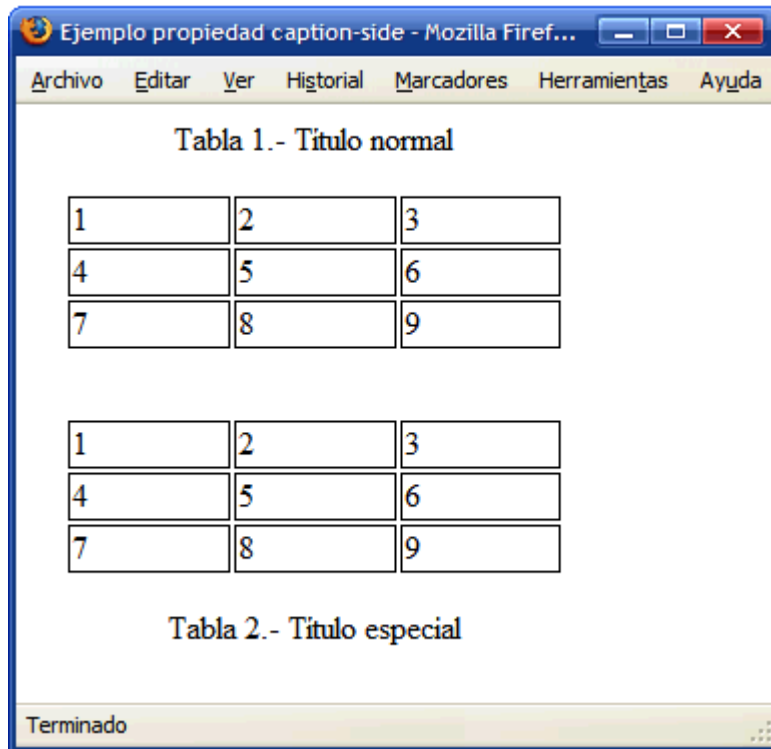 Ejemplo propiedad caption-side - Mozilla Firef...
Archivo Editar Ver Historial Marcadores Herramientas Ayuda
Tabla 1.- Título normal
1 2 3
4 5 6
7 8 9
1 2 3
4 5 6
7 8 9
Tabla 2.- Título especial
Terminado